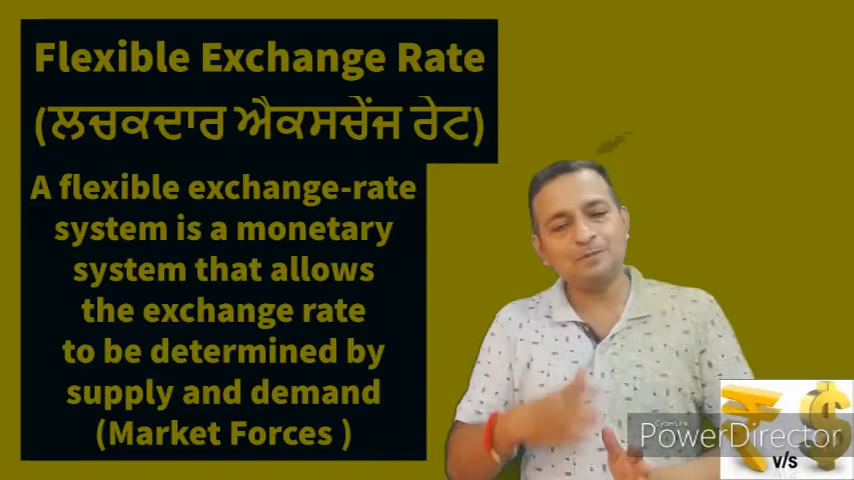 Flexible Exchange Rate
(ਲਚਕਦਾਰ ਐਕਸਚੇਂਜ ਰੇਟ)
A flexible exchange-rate
system is a monetary
system that allows
the exchange rate
to be determined by
supply and demand
(Market Forces )
CyberLink
PowerDirector
v/s